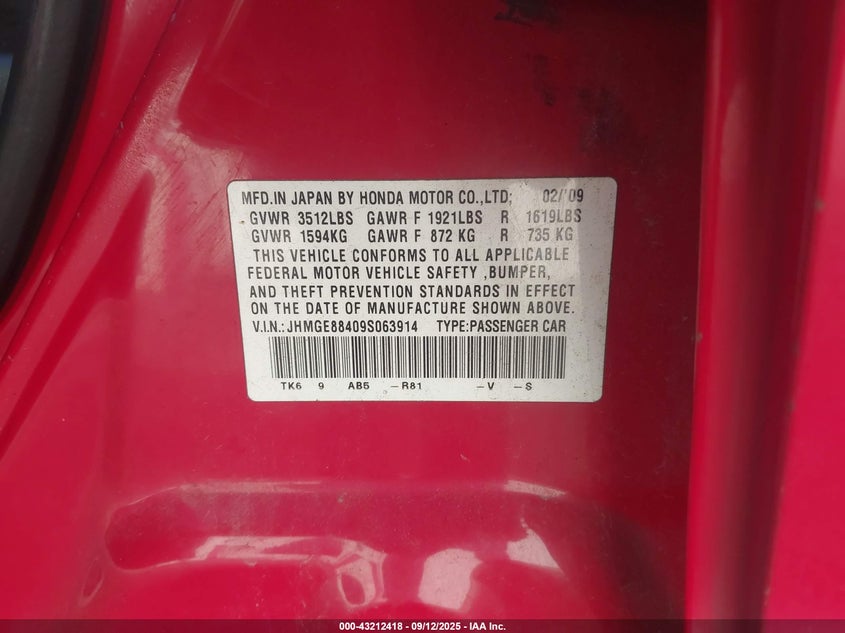 MFD.IN JAPAN BY HONDA MOTOR CO.,LTD; 02/'09
GVWR 3512LBS GAWR F 1921LBS R 1619LBS
GVWR 1594KG GAWR F 872 KG R 735 KG
THIS VEHICLE CONFORMS TO ALL APPLICABLE
FEDERAL MOTOR VEHICLE SAFETY ,BUMPER,
AND THEFT PREVENTION STANDARDS IN EFFECT
ON THE DATE OF MANUFACTURE SHOWN ABOVE.
V.I.N.:JHMGE88409S063914 TYPE:PASSENGER CAR
TK6 9 AB5 –R81 –V –S
000-43212418 - 09/12/2025 - IAA Inc.